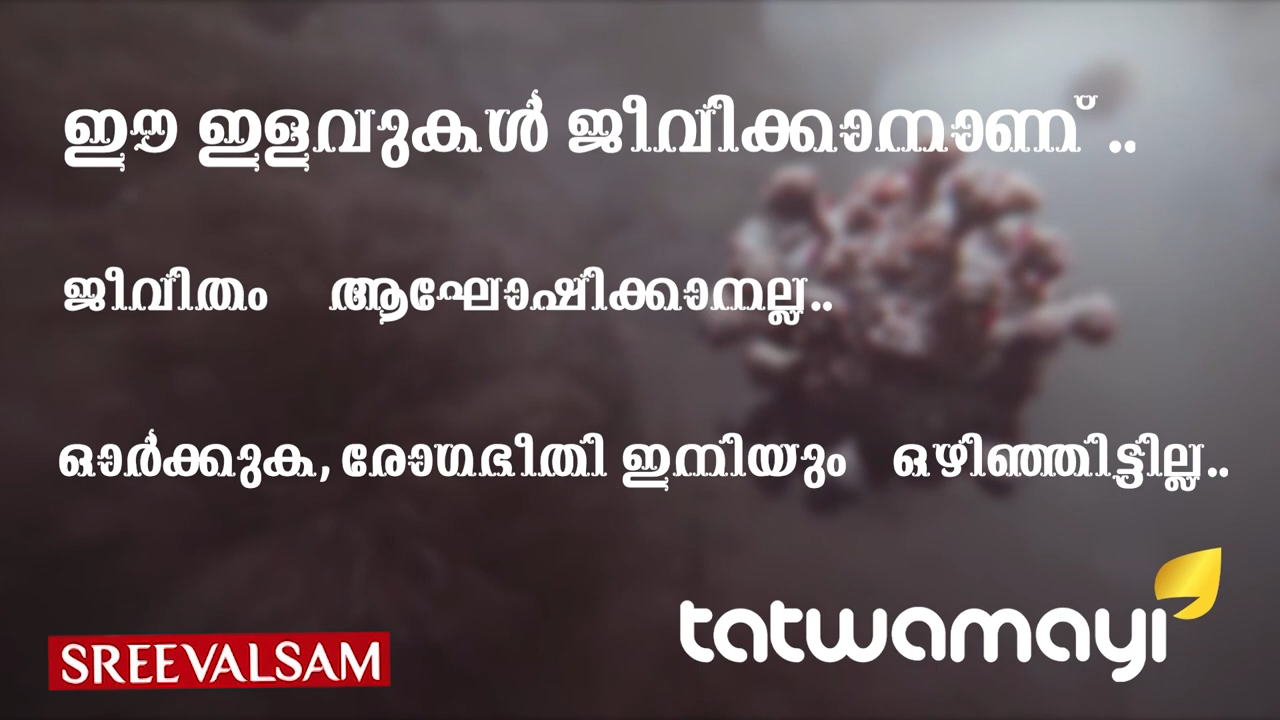 ഈ ഇളവുകൾ ജീവിക്കാനാണ് ..
ജീവിതം ആഘോഷിക്കാനല്ല..
ഓർക്കുക, രോഗഭീതി ഇനിയും ഒഴിഞ്ഞിട്ടില്ല..
tatwamayi
SREEVALSAM